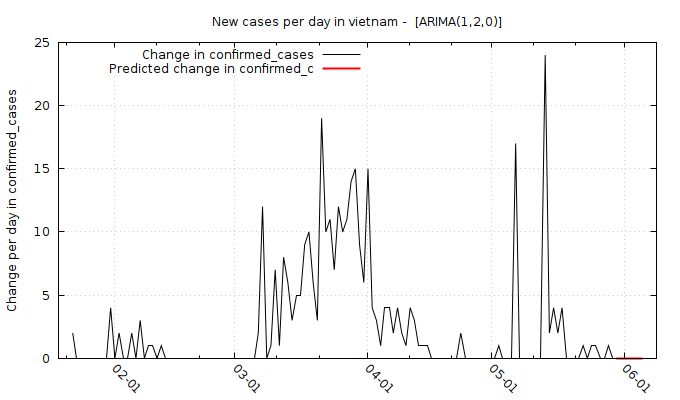 New cases per day in vietnam -  [ARIMA(1,2,0)]
Change in confirmed_cases
Predicted change in confirmed_c
Change per day in confirmed_cases
25
20
15
10
5
0
02-01
03-01
04-01
05-01
06-01